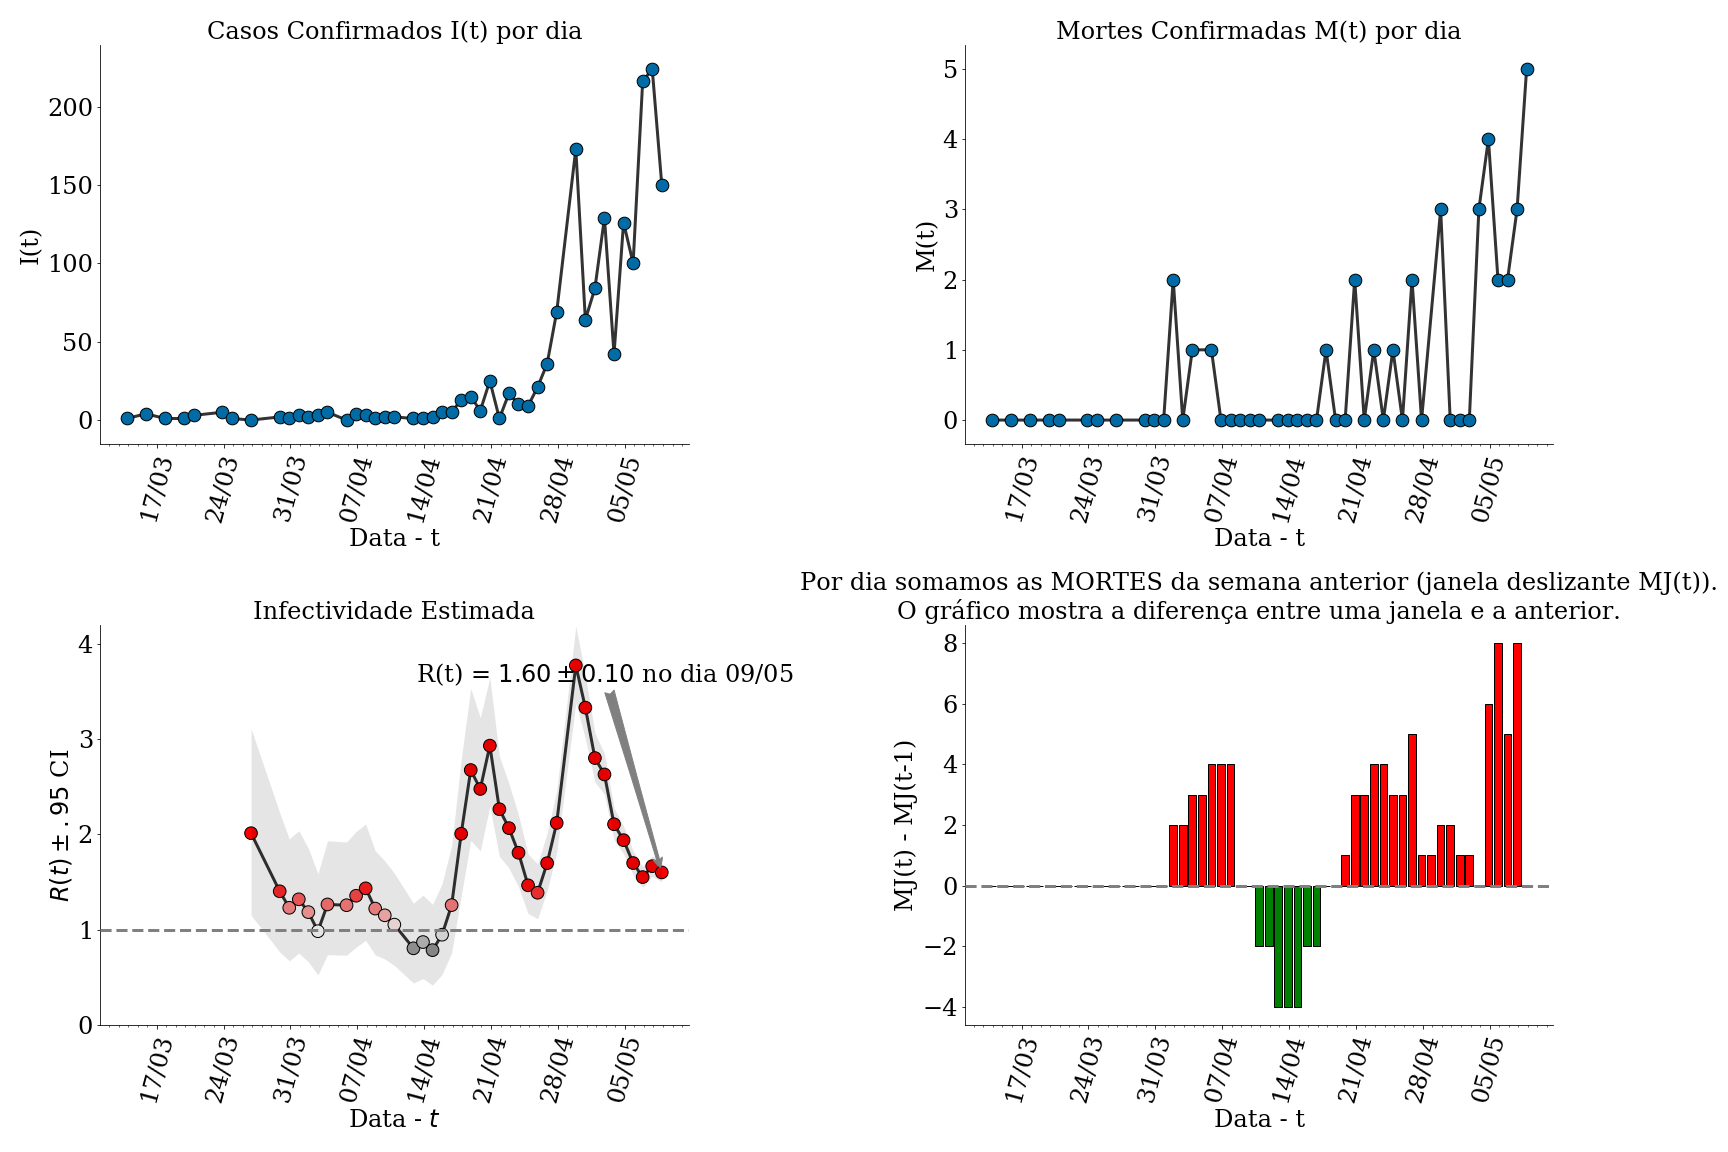 Casos Confirmados I(t) por dia
I(t)
200
150
100
50
0
17/03 24/03 31/03 07/04 14/04 21/04 28/04 05/05
Data - t
Mortes Confirmadas M(t) por dia
M(t)
5
4
3
2
1
0
17/03 24/03 31/03 07/04 14/04 21/04 28/04 05/05
Data - t
Infectividade Estimada
R(t) ± .95 CI
4
3
2
1
0
R(t) = 1.60 ± 0.10 no dia 09/05
17/03 24/03 31/03 07/04 14/04 21/04 28/04 05/05
Data - t
Por dia somamos as MORTES da semana anterior (janela deslizante MJ(t)).
O gráfico mostra a diferença entre uma janela e a anterior.
MJ(t) - MJ(t-1)
8
6
4
2
0
−2
−4
17/03 24/03 31/03 07/04 14/04 21/04 28/04 05/05
Data - t